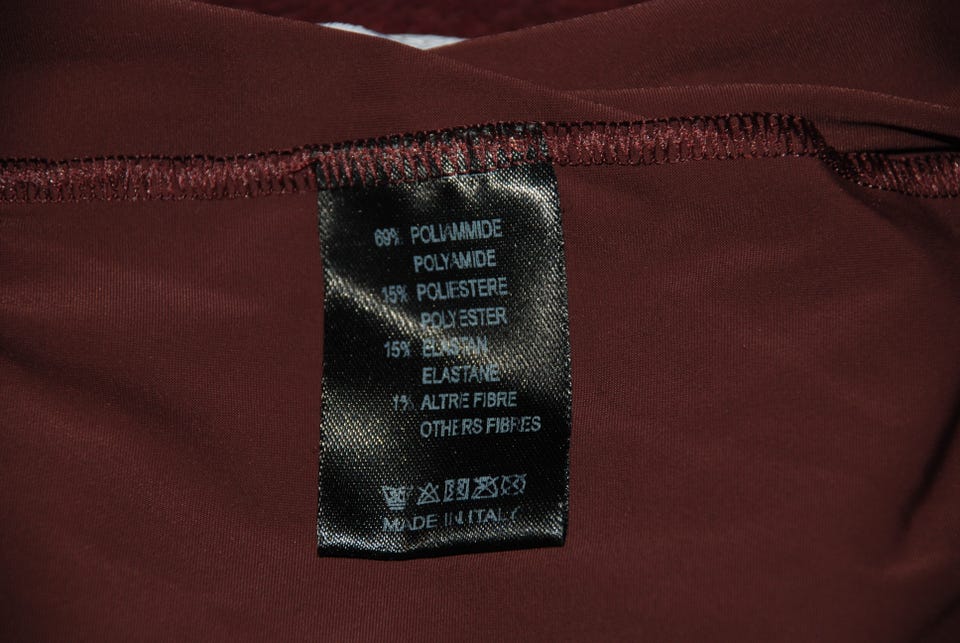 69% POLIAMMIDE
POLYAMIDE
15% POLIESTERE
POLYESTER
15% ELASTAN
ELASTANE
1% ALTRE FIBRE
OTHERS FIBRES
MADE IN ITALY